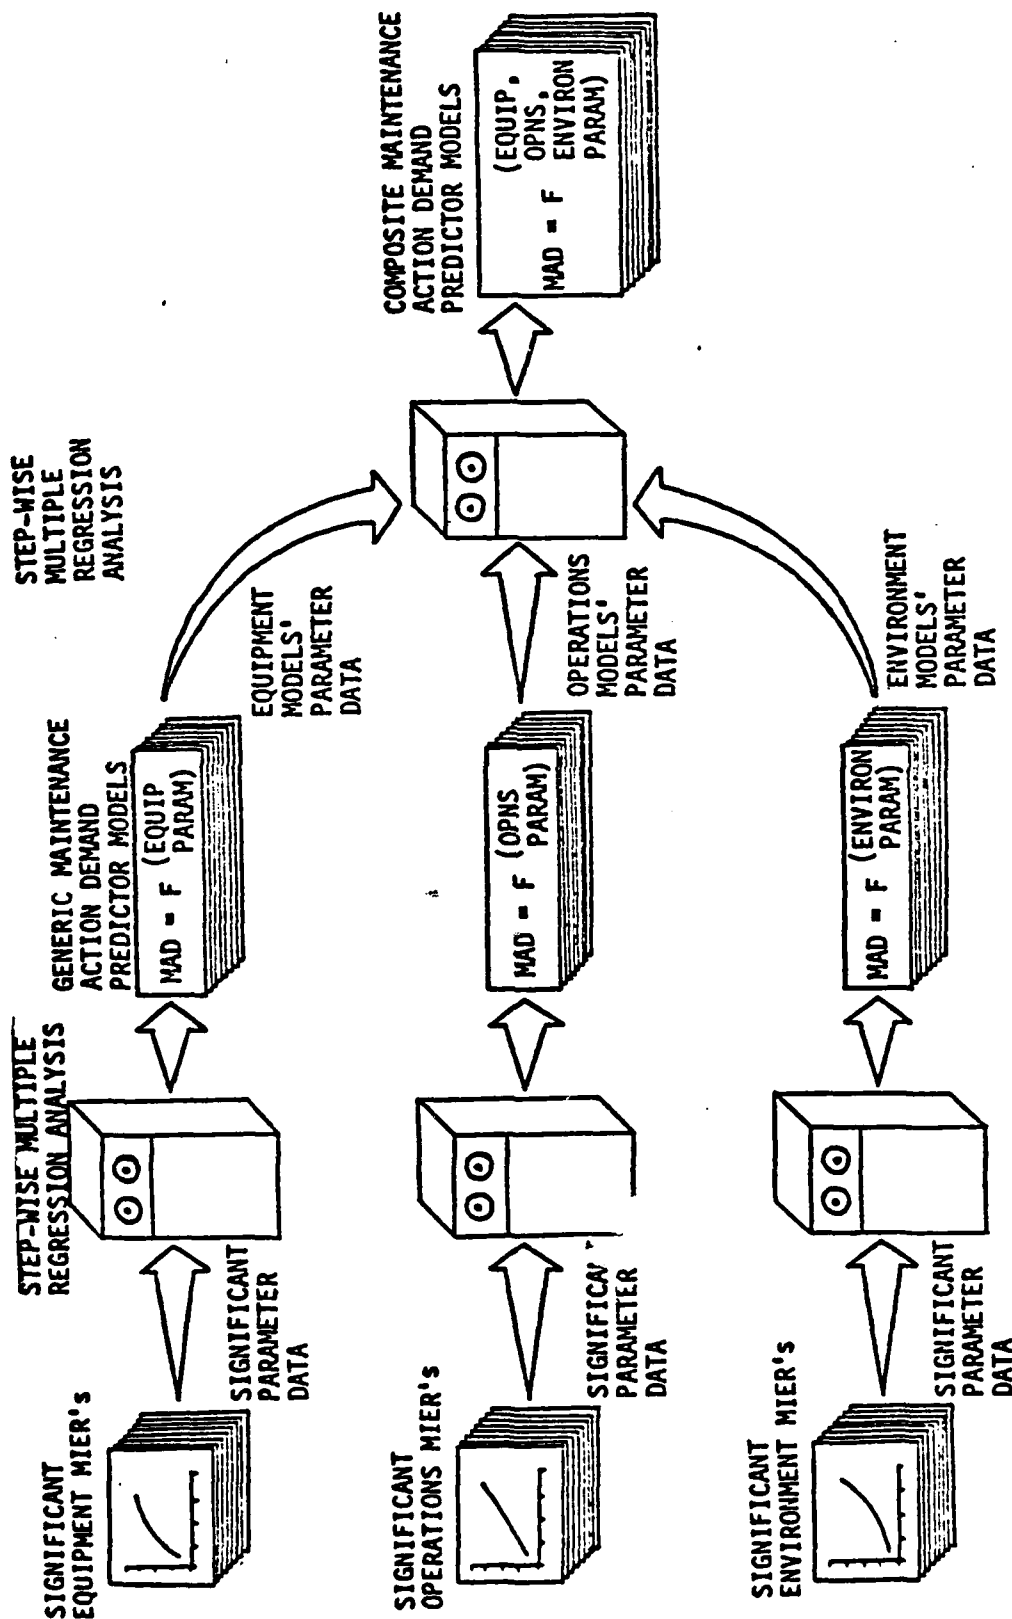 SIGNIFICANT
EQUIPMENT MIER's
SIGNIFICANT
PARAMETER
DATA
STEP-WISE MULTIPLE
REGRESSION ANALYSIS
GENERIC MAINTENANCE
ACTION DEMAND
PREDICTOR MODELS
MAD = F (EQUIP
PARAM)
EQUIPMENT
MODELS'
PARAMETER
DATA
SIGNIFICANT
OPERATIONS MIER's
SIGNIFICA
PARAMETER
DATA
MAD = F (OPNS
PARAM)
OPERATIONS
MODELS'
PARAMETER
DATA
SIGNIFICANT
ENVIRONMENT MIER's
SIGNIFICANT
PARAMETER
DATA
MAD = F (ENVIRON
PARAM)
ENVIRONMENT
MODELS'
PARAMETER
DATA
STEP-WISE
MULTIPLE
REGRESSION
ANALYSIS
COMPOSITE MAINTENANCE
ACTION DEMAND
PREDICTOR MODELS
MAD = F (EQUIP,
OPNS,
ENVIRON
PARAM)